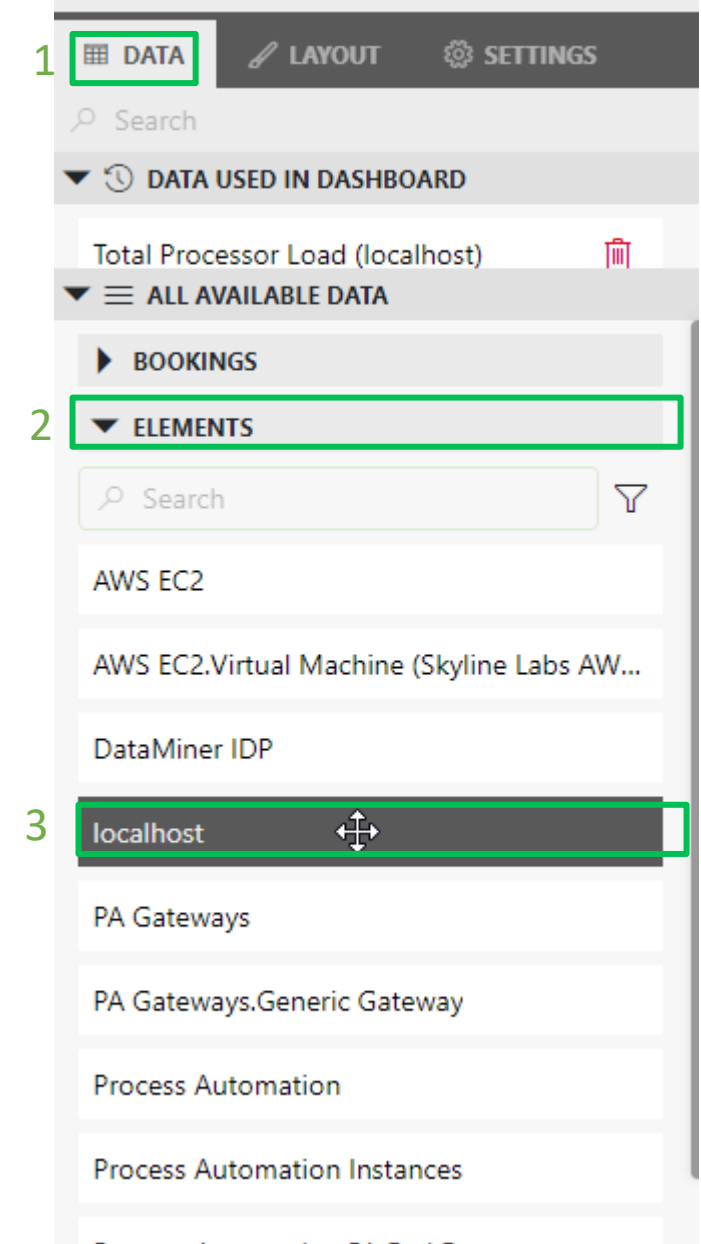 1 DATA LAYOUT SETTINGS
Search
DATA USED IN DASHBOARD
Total Processor Load (localhost)
ALL AVAILABLE DATA
BOOKINGS
2 ELEMENTS
Search
AWS EC2
AWS EC2.Virtual Machine (Skyline Labs AW...
DataMiner IDP
3 localhost
PA Gateways
PA Gateways.Generic Gateway
Process Automation
Process Automation Instances